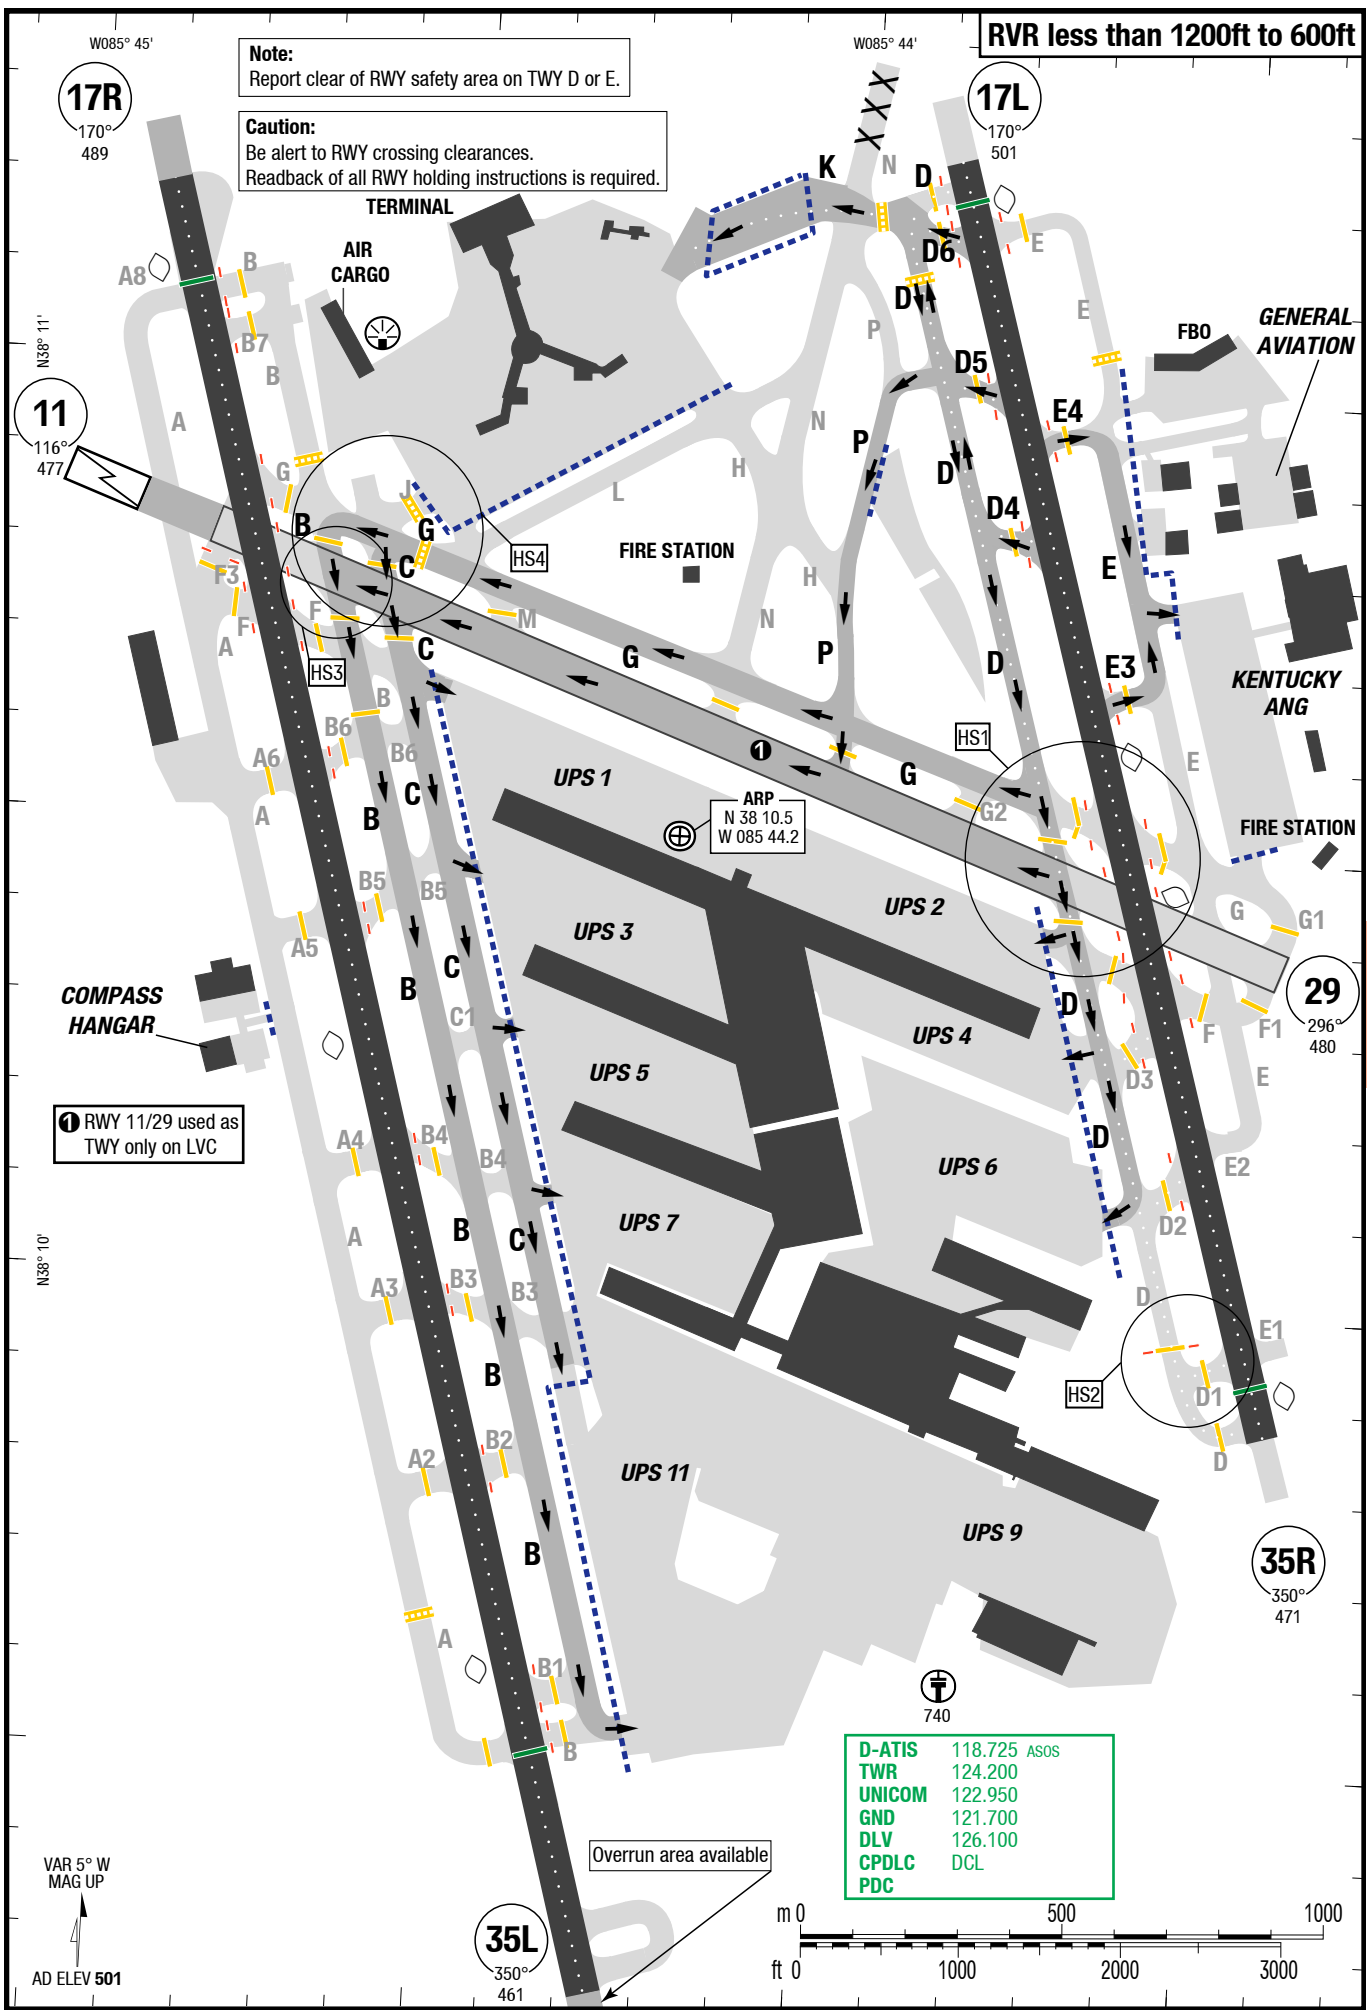 RVR less than 1200ft to 600ft
W085° 45'
W085° 44'
Note:
Report clear of RWY safety area on TWY D or E.
Caution:
Be alert to RWY crossing clearances.
Readback of all RWY holding instructions is required.
17R
170°
489
17L
170°
501
TERMINAL
AIR
CARGO
K
N
D
D6
E
A8
B
B7
B
D
P
E
FBO
GENERAL
AVIATION
N38° 11'
11
116°
477
A
D5
E4
N
P
H
D
G
J
L
B
G
C
HS4
D4
FIRE STATION
E
F3
F
F
A
H
N
M
HS3
C
G
P
D
E3
KENTUCKY
ANG
B
B6
B6
HS1
A6
A
C
B
UPS 1
1
G
G2
E
ARP
N 38 10.5
W 085 44.2
FIRE STATION
B5
B5
UPS 2
G
G1
UPS 3
A5
C
B
COMPASS
HANGAR
C1
D
29
296°
480
F
F1
UPS 4
UPS 5
D3
E
1 RWY 11/29 used as
TWY only on LVC
A4
B4
B4
D
UPS 6
E2
A
B
C
UPS 7
D2
N38° 10'
A3
B3
B3
D
E1
B
HS2
D1
A2
B2
D
UPS 11
UPS 9
B
35R
350°
471
A
B1
B
740
D-ATIS 118.725 ASOS
TWR 124.200
UNICOM 122.950
GND 121.700
DLV 126.100
CPDLC DCL
PDC
Overrun area available
VAR 5° W
MAG UP
AD ELEV 501
35L
350°
461
m 0 500 1000
ft 0 1000 2000 3000